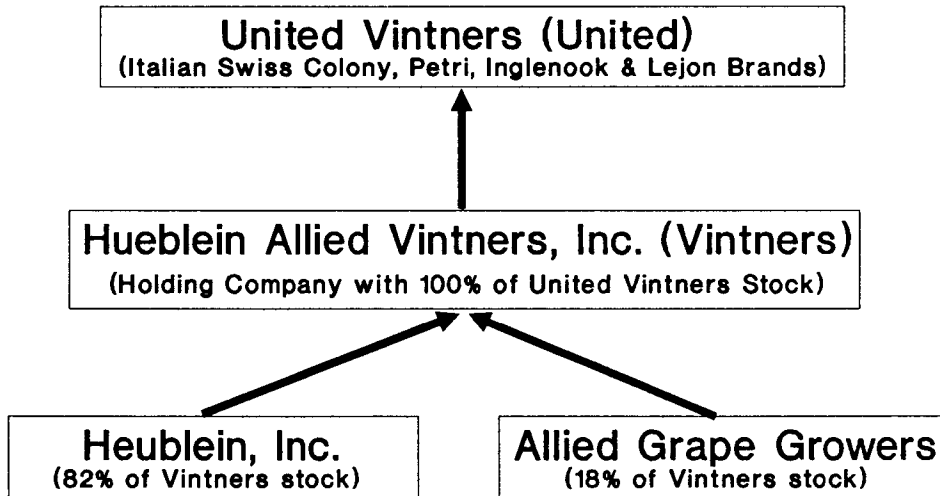 United Vintners (United)
(Italian Swiss Colony, Petri, Inglenook & Lejon Brands)
Hueblein Allied Vintners, Inc. (Vintners)
(Holding Company with 100% of United Vintners Stock)
Heublein, Inc.
(82% of Vintners stock)
Allied Grape Growers
(18% of Vintners stock)